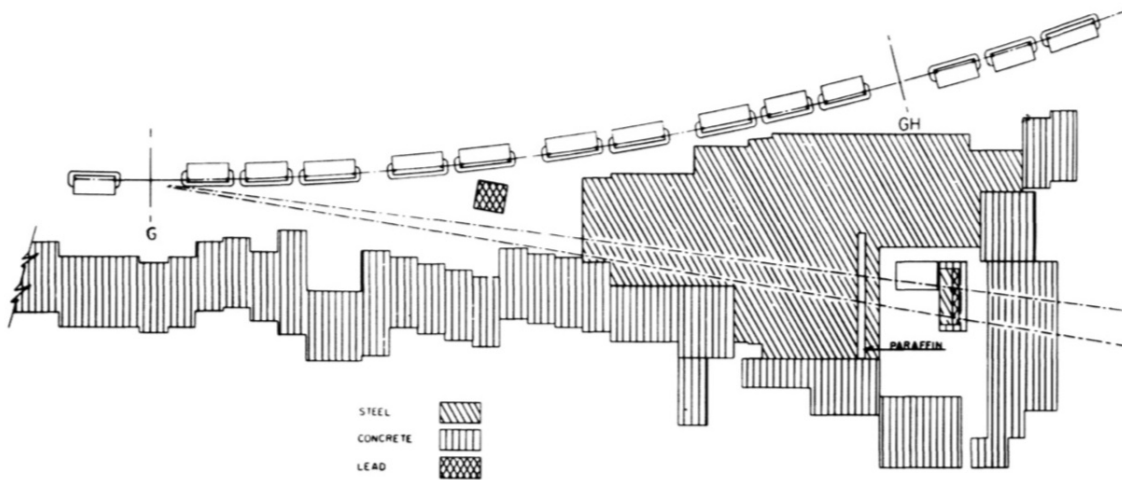 GH
G
PARAFFIN
STEEL
CONCRETE
LEAD